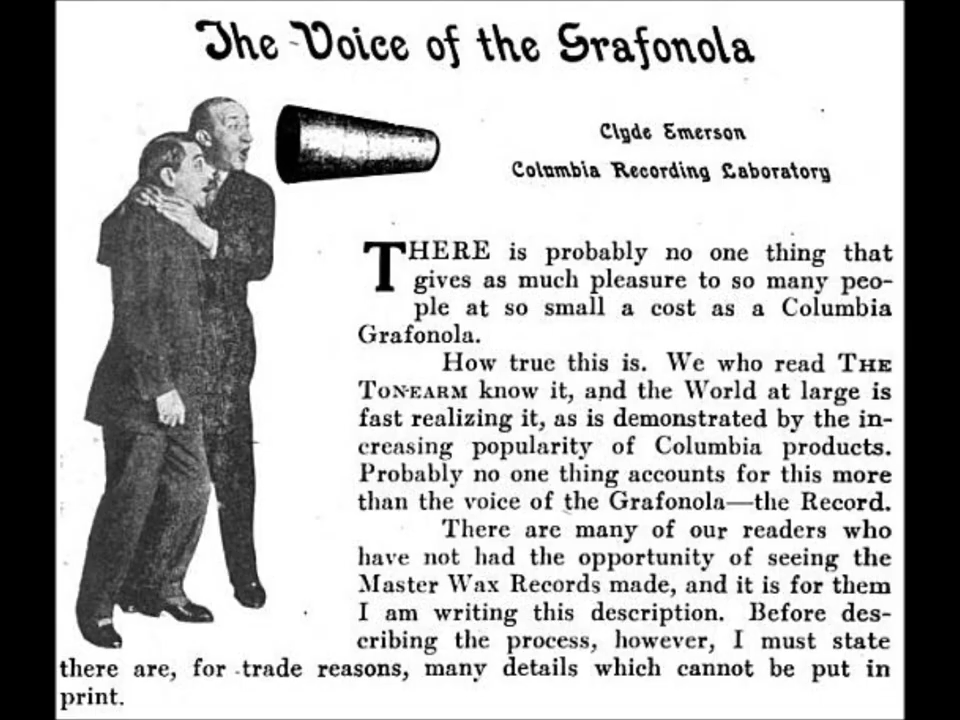 The Voice of the Grafonola
Clyde Emerson
Columbia Recording Laboratory
THERE is probably no one thing that
gives as much pleasure to so many peo-
ple at so small a cost as a Columbia
Grafonola.
How true this is. We who read THE
TON-EARM know it, and the World at large is
fast realizing it, as is demonstrated by the in-
creasing popularity of Columbia products.
Probably no one thing accounts for this more
than the voice of the Grafonola—the Record.
There are many of our readers who
have not had the opportunity of seeing the
Master Wax Records made, and it is for them
I am writing this description. Before des-
cribing the process, however, I must state
there are, for trade reasons, many details which cannot be put in
print.